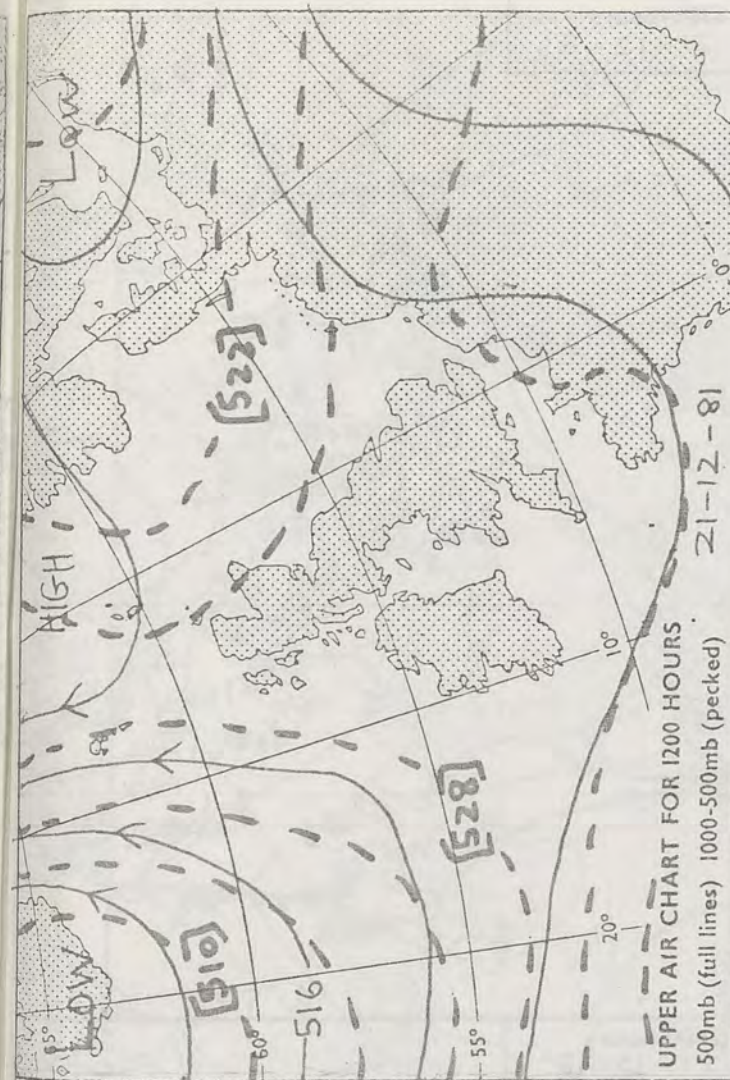 LOW
HIGH
LOW
[522]
[510]
516
[528]
65°
60°
55°
20°
10°
0°
UPPER AIR CHART FOR 1200 HOURS
500mb (full lines) 1000-500mb (pecked)
21-12-81